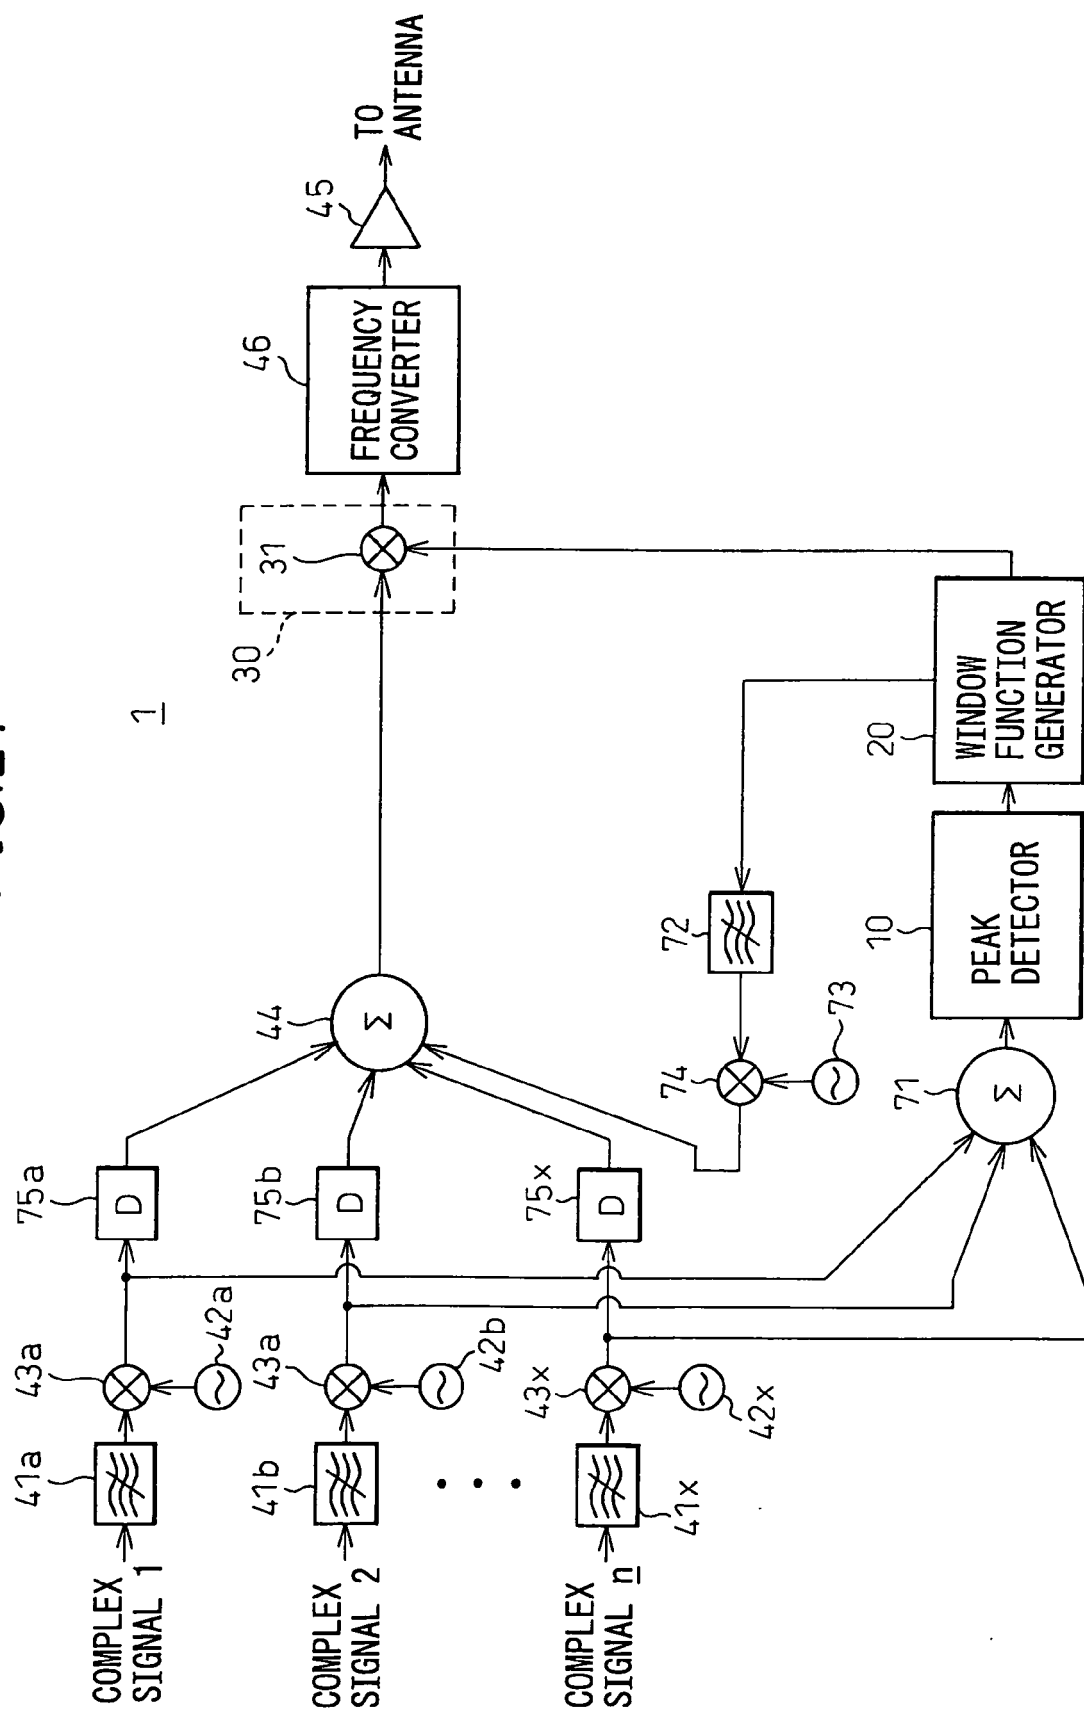 1
COMPLEX
SIGNAL 1
41a
43a
42a
75a
COMPLEX
SIGNAL 2
41b
43a
42b
75b
COMPLEX
SIGNAL n
41x
43x
42x
75x
D
D
D
Σ
44
30
31
FREQUENCY
CONVERTER
46
45
TO
ANTENNA
72
74
73
Σ
71
PEAK
DETECTOR
10
WINDOW
FUNCTION
GENERATOR
20